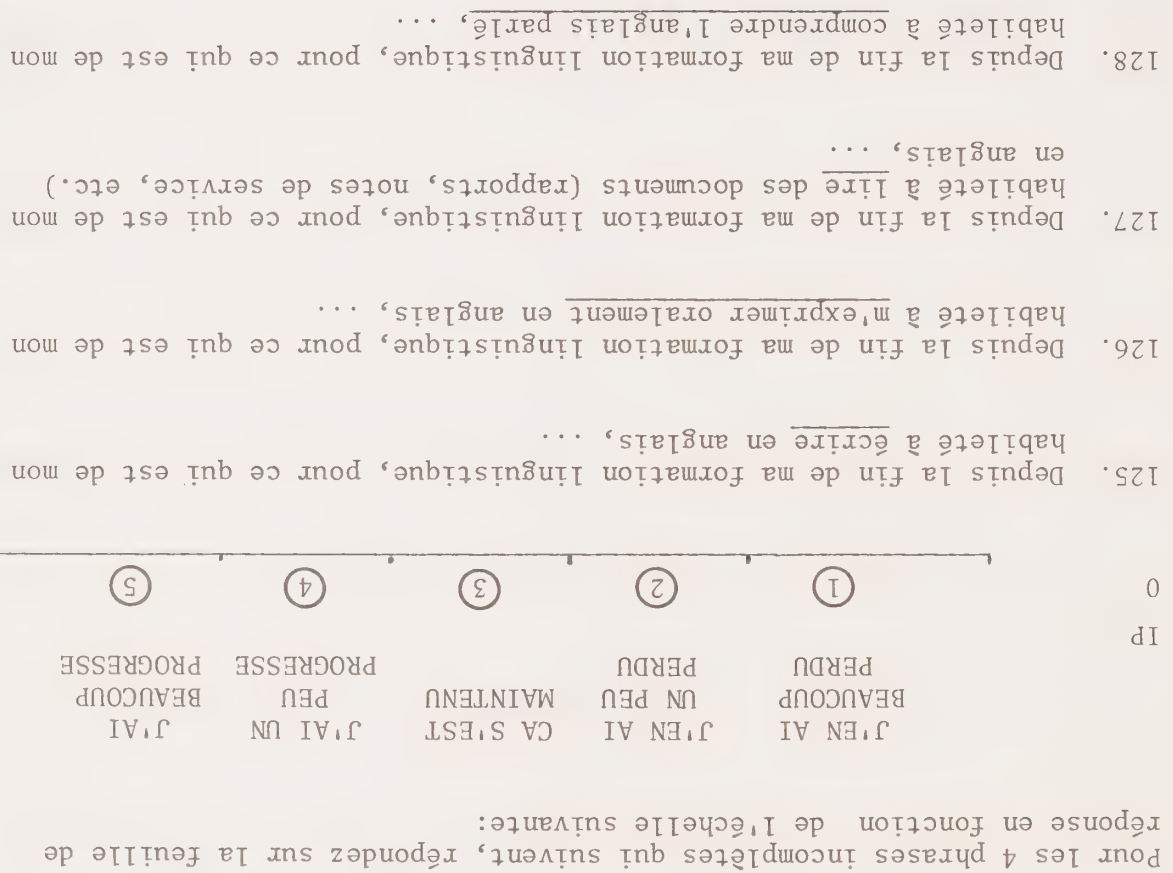 Pour les 4 phrases incomplètes qui suivent, répondez sur la feuille de
réponse en fonction de l'échelle suivante:
J'EN AI J'EN AI CA S'EST J'AI UN J'AI
BEAUCOUP UN PEU MAINTENU PEU BEAUCOUP
PERDU PERDU PROGRESSE PROGRESSE
IP
0 1 2 3 4 5
125. Depuis la fin de ma formation linguistique, pour ce qui est de mon
habileté à écrire en anglais, ...
126. Depuis la fin de ma formation linguistique, pour ce qui est de mon
habileté à m'exprimer oralement en anglais, ...
127. Depuis la fin de ma formation linguistique, pour ce qui est de mon
habileté à lire des documents (rapports, notes de service, etc.)
en anglais, ...
128. Depuis la fin de ma formation linguistique, pour ce qui est de mon
habileté à comprendre l'anglais parlé, ...